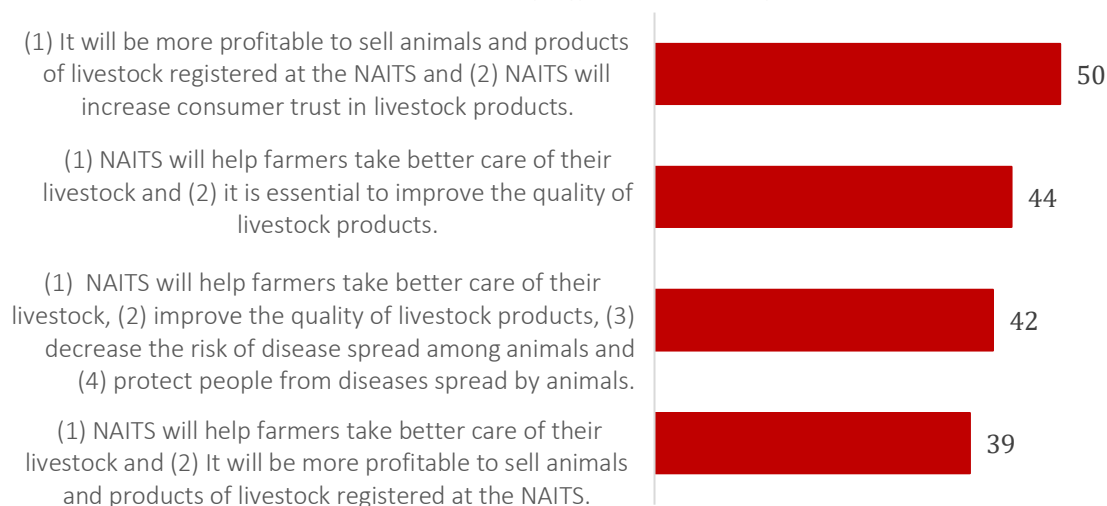 (1) It will be more profitable to sell animals and products
of livestock registered at the NAITS and (2) NAITS will
increase consumer trust in livestock products.
50
(1) NAITS will help farmers take better care of their
livestock and (2) it is essential to improve the quality of
livestock products.
44
(1) NAITS will help farmers take better care of their
livestock, (2) improve the quality of livestock products, (3)
decrease the risk of disease spread among animals and
(4) protect people from diseases spread by animals.
42
(1) NAITS will help farmers take better care of their
livestock and (2) It will be more profitable to sell animals
and products of livestock registered at the NAITS.
39